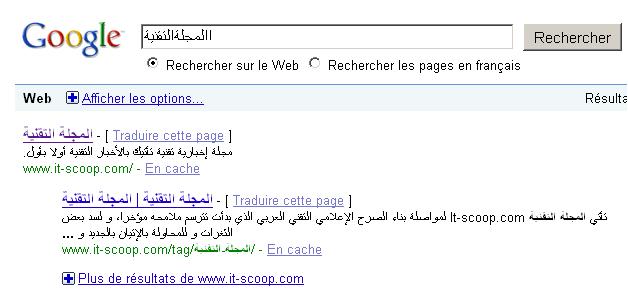 Google
االمجلةالتقنية
Rechercher
Rechercher sur le Web Rechercher les pages en français
Web Afficher les options... Résulta
المجلة التقنية - [ Traduire cette page ]
مجلة إخبارية تقنية تأتيك بالأخبار التقنية أولا بأول.
www.it-scoop.com/ - En cache
المجلة التقنية | المجلة التقنية - [ Traduire cette page ]
تأتي المجلة التقنية It-scoop.com لمواصلة بناء الصرح الإعلامي التقني العربي الذي بدأت تترسم ملامحه مؤخرا، و لسد بعض
الثغرات و للمحاولة بالإتيان بالجديد و ...
www.it-scoop.com/tag/المجلة-التقنية/ - En cache
Plus de résultats de www.it-scoop.com